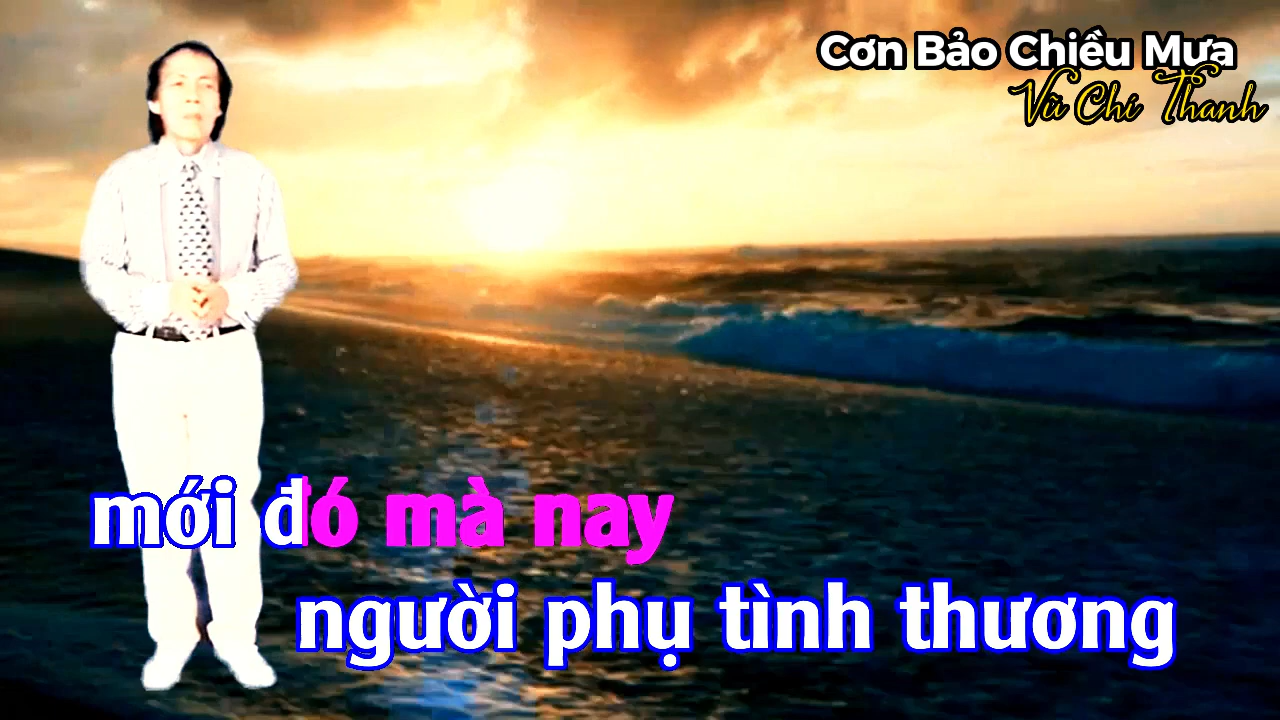 Cơn Bảo Chiều Mưa
Vũ Chí Thanh
mới đó mà nay
người phụ tình thương